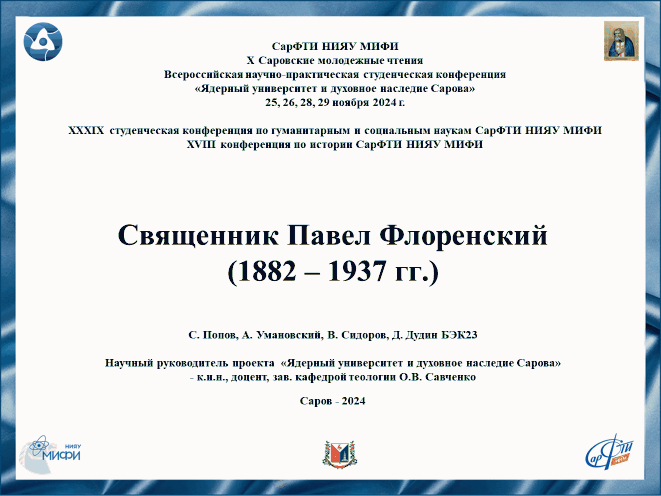 СарФТИ НИЯУ МИФИ
X Саровские молодежные чтения
Всероссийская научно-практическая студенческая конференция
«Ядерный университет и духовное наследие Сарова»
25, 26, 28, 29 ноября 2024 г.
XXXIX студенческая конференция по гуманитарным и социальным наукам СарФТИ НИЯУ МИФИ
XVIII конференция по истории СарФТИ НИЯУ МИФИ
Священник Павел Флоренский
(1882 – 1937 гг.)
С. Попов, А. Умановский, В. Сидоров, Д. Дудин БЭК23
Научный руководитель проекта «Ядерный университет и духовное наследие Сарова»
- к.п.н., доцент, зав. кафедрой теологии О.В. Савченко
Саров - 2024
НИЯУ
МИФИ
СарФТИ